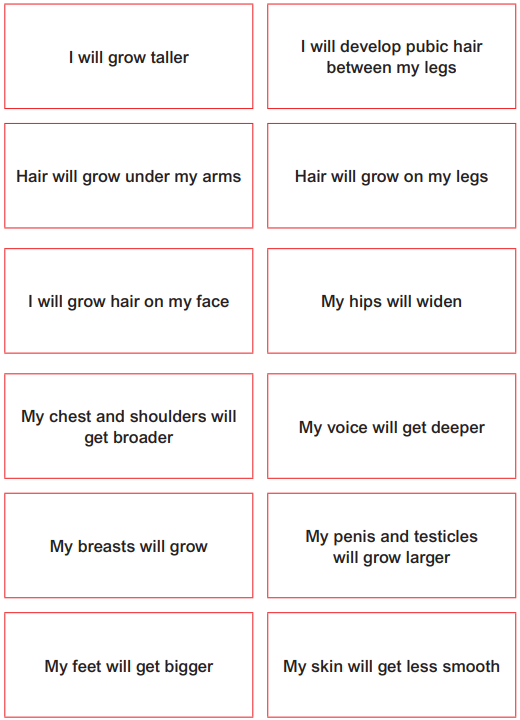 I will grow taller
I will develop pubic hair
between my legs
Hair will grow under my arms
Hair will grow on my legs
I will grow hair on my face
My hips will widen
My chest and shoulders will
get broader
My voice will get deeper
My breasts will grow
My penis and testicles
will grow larger
My feet will get bigger
My skin will get less smooth